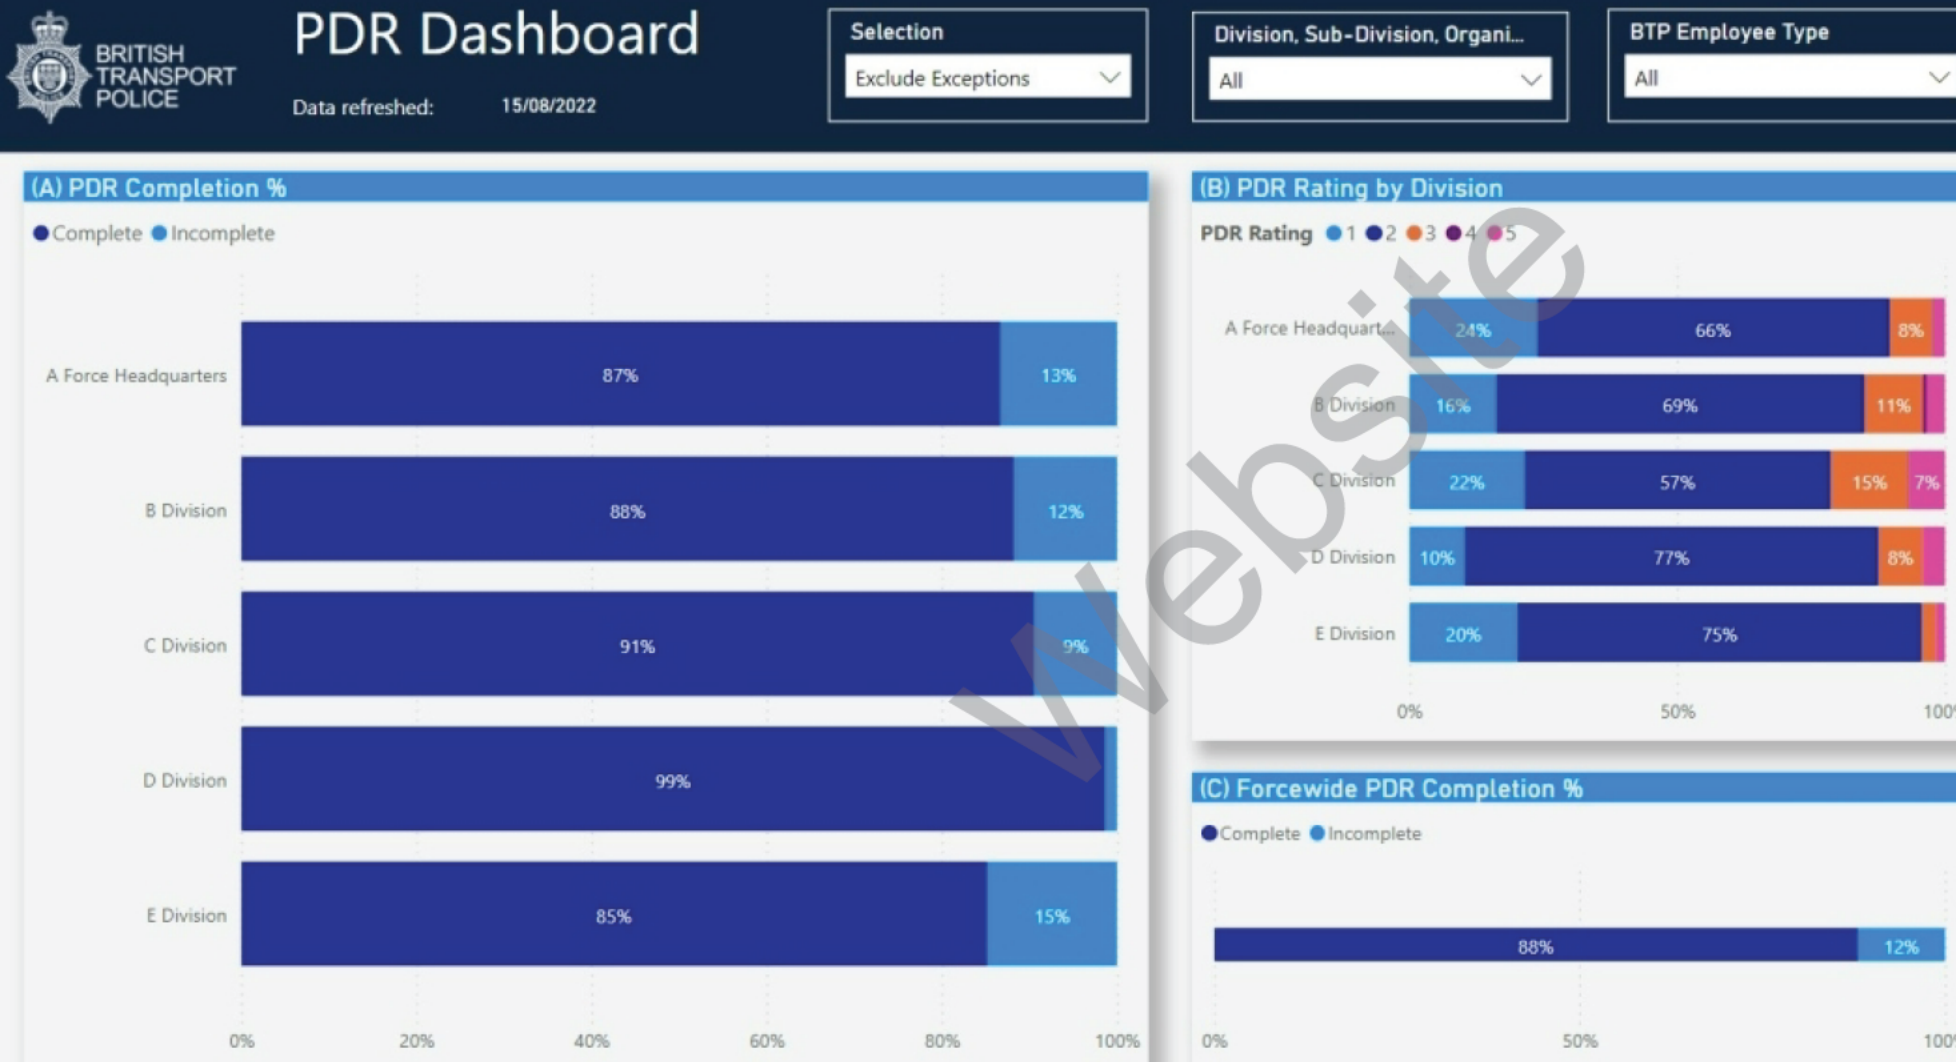 BRITISH
TRANSPORT
POLICE
PDR Dashboard
Data refreshed: 15/08/2022
Selection
Exclude Exceptions
Division, Sub-Division, Organi...
All
BTP Employee Type
All
(A) PDR Completion %
Complete Incomplete
A Force Headquarters 87% 13%
B Division 88% 12%
C Division 91% 9%
D Division 99%
E Division 85% 15%
0% 20% 40% 60% 80% 100%
(B) PDR Rating by Division
PDR Rating 1 2 3 4 5
A Force Headquart... 24% 66% 8%
B Division 16% 69% 11%
C Division 22% 57% 15% 7%
D Division 10% 77% 8%
E Division 20% 75%
0% 50% 100%
(C) Forcewide PDR Completion %
Complete Incomplete
88% 12%
0% 50% 100%
Website